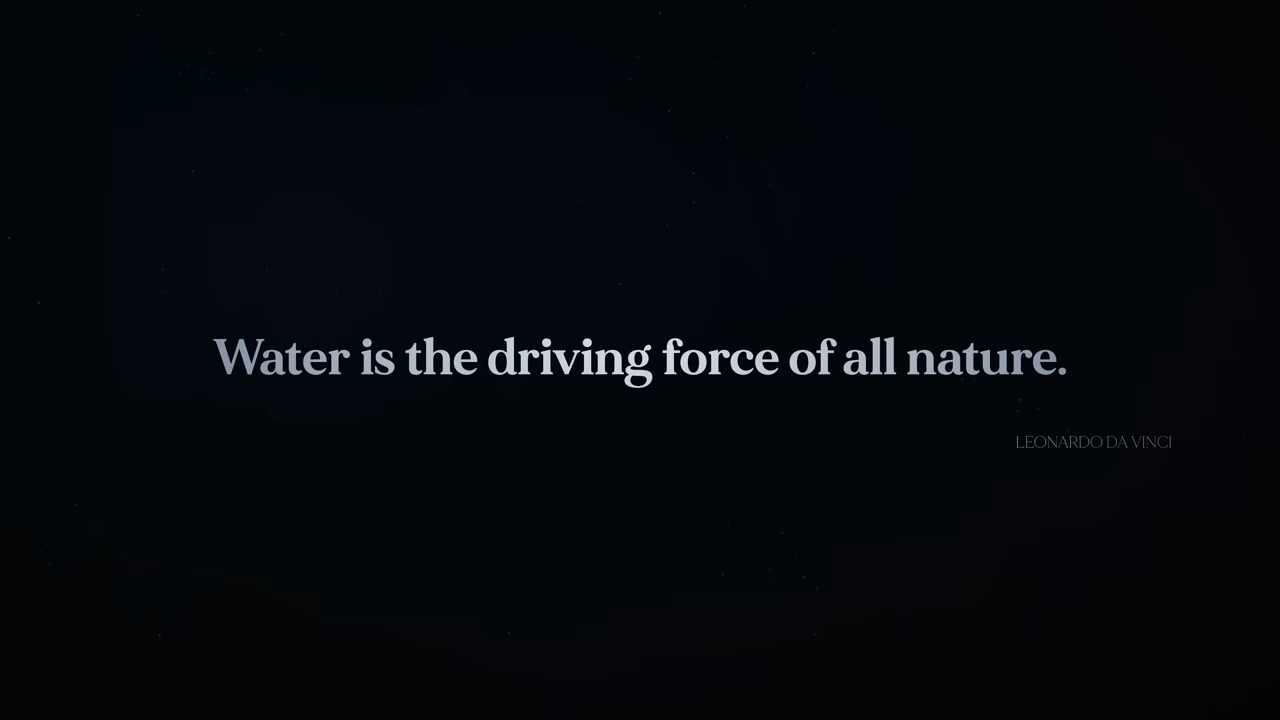 Water is the driving force of all nature.
LEONARDO DA VINCI